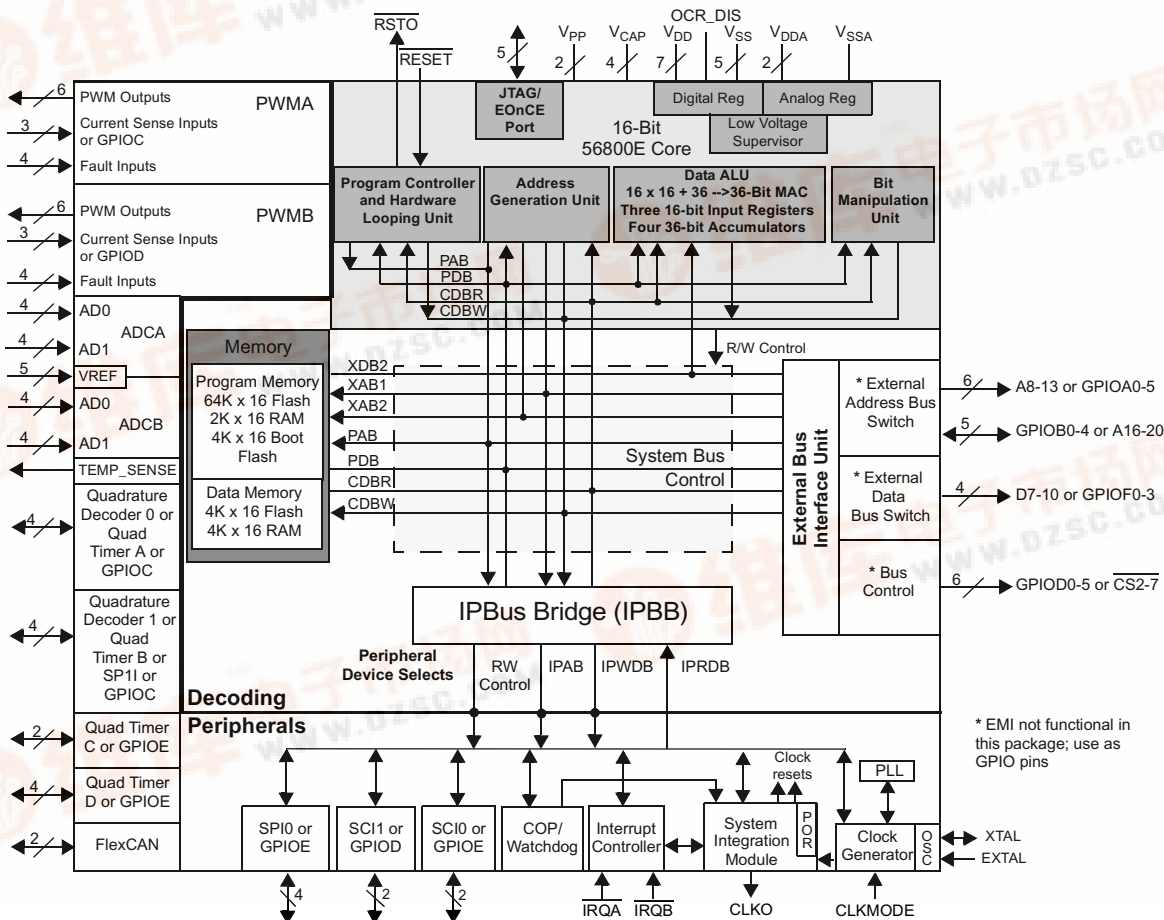 OCR_DIS
RSTO
RESET
5
VPP
2
VCAP
4
VDD
7
VSS
5
VDDA
2
VSSA
JTAG/
EOnCE
Port
Digital Reg
Analog Reg
Low Voltage
Supervisor
16-Bit
56800E Core
6
PWM Outputs
PWMA
3
Current Sense Inputs
or GPIOC
4
Fault Inputs
6
PWM Outputs
PWMB
3
Current Sense Inputs
or GPIOD
4
Fault Inputs
Program Controller
and Hardware
Looping Unit
Address
Generation Unit
Data ALU
16 x 16 + 36 -->36-Bit MAC
Three 16-bit Input Registers
Four 36-bit Accumulators
Bit
Manipulation
Unit
PAB
PDB
CDBR
CDBW
4
AD0
ADCA
4
AD1
5
VREF
4
AD0
ADCB
4
AD1
TEMP_SENSE
4
Quadrature
Decoder 0 or
Quad
Timer A or
GPIOC
4
Quadrature
Decoder 1 or
Quad
Timer B or
SP1I or
GPIOC
2
Quad Timer
C or GPIOE
4
Quad Timer
D or GPIOE
2
FlexCAN
Memory
Program Memory
64K x 16 Flash
2K x 16 RAM
4K x 16 Boot
Flash
Data Memory
4K x 16 Flash
4K x 16 RAM
XDB2
XAB1
XAB2
PAB
PDB
CDBR
CDBW
R/W Control
System Bus
Control
External Bus
Interface Unit
* External
Address Bus
Switch
* External
Data
Bus Switch
* Bus
Control
6
A8-13 or GPIOA0-5
5
GPIOB0-4 or A16-20
4
D7-10 or GPIOF0-3
6
GPIOD0-5 or CS2-7
IPBus Bridge (IPBB)
Peripheral
Device Selects
RW
Control
IPAB
IPWDB
IPRDB
Decoding
Peripherals
* EMI not functional in
this package; use as
GPIO pins
Clock
resets
PLL
SPI0 or
GPIOE
SCI1 or
GPIOD
SCI0 or
GPIOE
COP/
Watchdog
Interrupt
Controller
System
Integration
Module
POR
Clock
Generator
OSC
XTAL
EXTAL
4
2
2
IRQA
IRQB
CLKO
CLKMODE
维库电子市场网
WWW.DZSC.COM